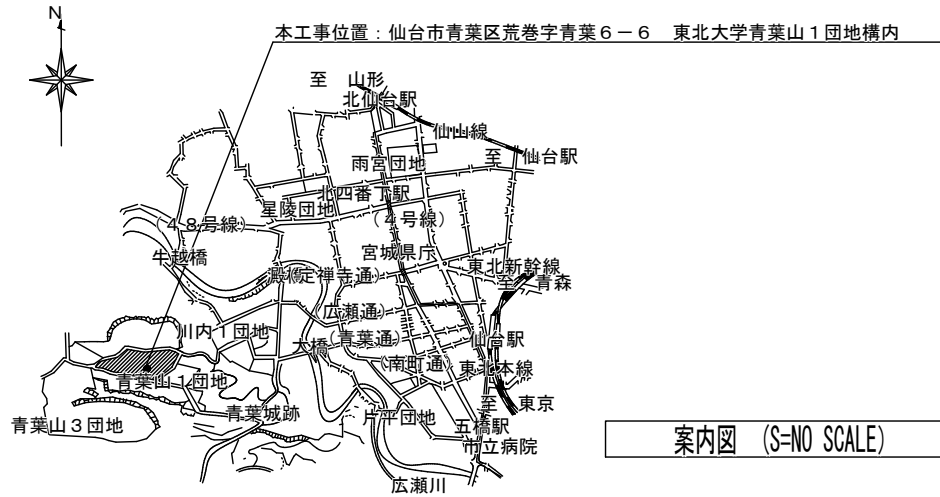 N
本工事位置：仙台市青葉区荒巻字青葉６－６　東北大学青葉山１団地構内
至　山形
北仙台駅
仙山線
至　仙台駅
雨宮団地
北四番丁駅
星陵団地
(４８号線)
(４号線)
牛越橋
宮城県庁
東北新幹線
至　青森
澱橋
(定禅寺通)
(広瀬通)
川内１団地
(青葉通)
大橋
仙台駅
(南町通)
東北本線
青葉山１団地
至　東京
青葉城跡
片平団地
青葉山３団地
五橋駅
市立病院
広瀬川
案内図　(S=NO SCALE)